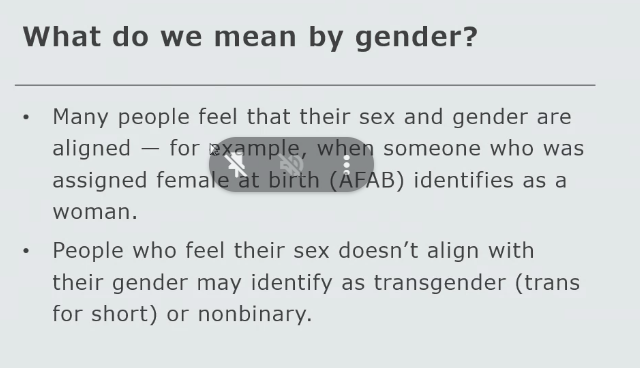 What do we mean by gender?
• Many people feel that their sex and gender are
aligned — for example, when someone who was
assigned female at birth (AFAB) identifies as a
woman.
• People who feel their sex doesn’t align with
their gender may identify as transgender (trans
for short) or nonbinary.